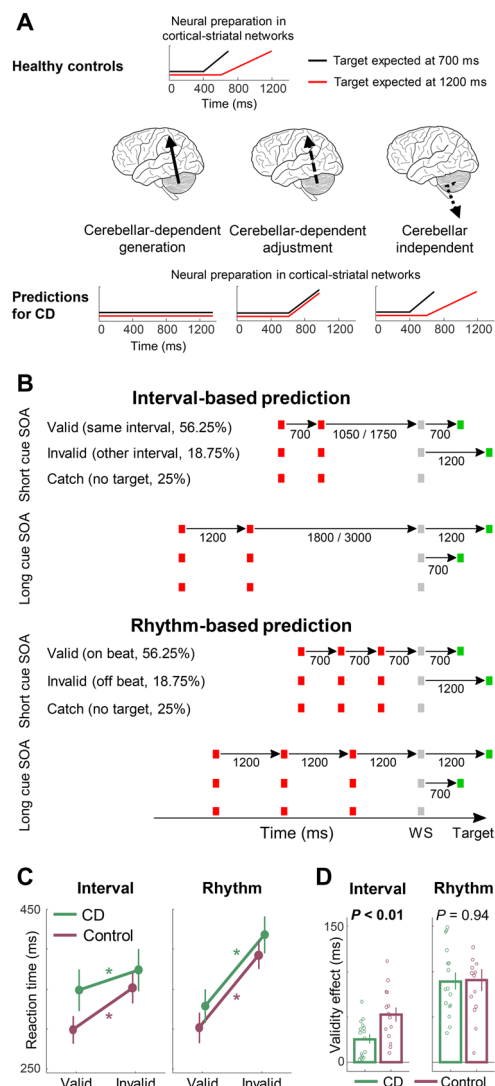 A
Neural preparation in
cortical-striatal networks
Healthy controls
Target expected at 700 ms
Target expected at 1200 ms
0 400 800 1200
Time (ms)
Cerebellar-dependent
generation
Cerebellar-dependent
adjustment
Cerebellar
independent
Neural preparation in cortical-striatal networks
Predictions
for CD
0 400 800 1200
0 400 800 1200
0 400 800 1200
Time (ms)
B
Interval-based prediction
Short cue SOA
Valid (same interval, 56.25%)
700 1050 / 1750 700
Invalid (other interval, 18.75%)
1200
Catch (no target, 25%)
Long cue SOA
1200 1800 / 3000 1200
700
Rhythm-based prediction
Short cue SOA
Valid (on beat, 56.25%)
700 700 700 700
Invalid (off beat, 18.75%)
1200
Catch (no target, 25%)
Long cue SOA
1200 1200 1200 1200
700
Time (ms) WS Target
C
Interval Rhythm
450
CD
Control
*
*
*
*
Reaction time (ms)
250
Valid Invalid Valid Invalid
D
Interval Rhythm
P < 0.01 P = 0.94
150
Validity effect (ms)
0
CD Control